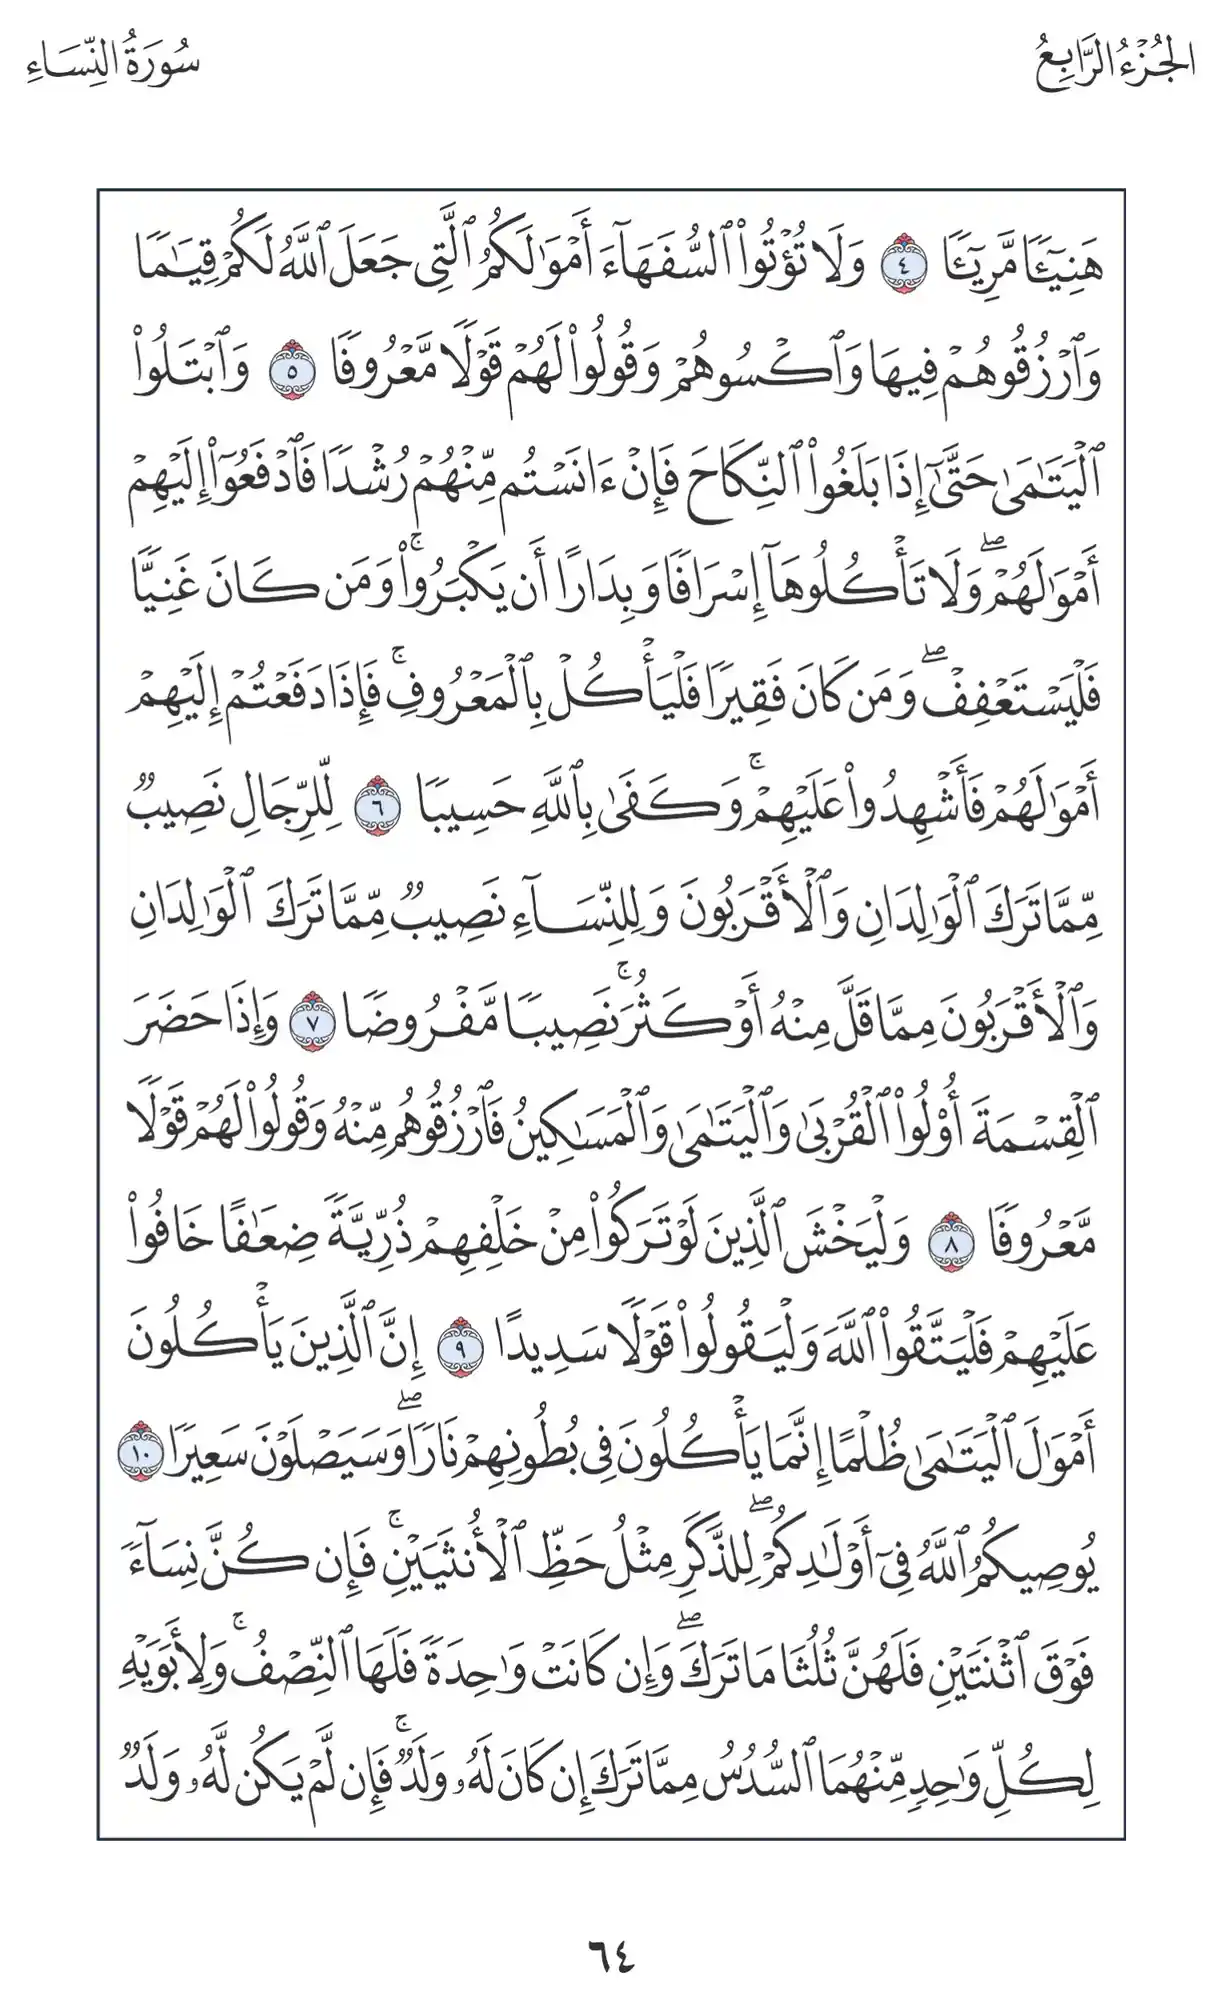 الجُزْءُ الرَّابِعُ
سُورَةُ النِّسَاءِ
هَنِيٓـًٔا مَّرِيٓـًٔا ٤ وَلَا تُؤْتُوا۟ ٱلسُّفَهَآءَ أَمْوَٰلَكُمُ ٱلَّتِى جَعَلَ ٱللَّهُ لَكُمْ قِيَـٰمًا
وَٱرْزُقُوهُمْ فِيهَا وَٱكْسُوهُمْ وَقُولُوا۟ لَهُمْ قَوْلًا مَّعْرُوفًا ٥ وَٱبْتَلُوا۟
ٱلْيَتَـٰمَىٰ حَتَّىٰٓ إِذَا بَلَغُوا۟ ٱلنِّكَاحَ فَإِنْ ءَانَسْتُم مِّنْهُمْ رُشْدًا فَٱدْفَعُوٓا۟ إِلَيْهِمْ
أَمْوَٰلَهُمْ ۖ وَلَا تَأْكُلُوهَآ إِسْرَافًا وَبِدَارًا أَن يَكْبَرُوا۟ ۚ وَمَن كَانَ غَنِيًّا
فَلْيَسْتَعْفِفْ ۖ وَمَن كَانَ فَقِيرًا فَلْيَأْكُلْ بِٱلْمَعْرُوفِ ۚ فَإِذَا دَفَعْتُمْ إِلَيْهِمْ
أَمْوَٰلَهُمْ فَأَشْهِدُوا۟ عَلَيْهِمْ ۚ وَكَفَىٰ بِٱللَّهِ حَسِيبًا ٦ لِّلرِّجَالِ نَصِيبٌ
مِّمَّا تَرَكَ ٱلْوَٰلِدَانِ وَٱلْأَقْرَبُونَ وَلِلنِّسَآءِ نَصِيبٌ مِّمَّا تَرَكَ ٱلْوَٰلِدَانِ
وَٱلْأَقْرَبُونَ مِمَّا قَلَّ مِنْهُ أَوْ كَثُرَ ۚ نَصِيبًا مَّفْرُوضًا ٧ وَإِذَا حَضَرَ
ٱلْقِسْمَةَ أُو۟لُوا۟ ٱلْقُرْبَىٰ وَٱلْيَتَـٰمَىٰ وَٱلْمَسَـٰكِينُ فَٱرْزُقُوهُم مِّنْهُ وَقُولُوا۟ لَهُمْ قَوْلًا
مَّعْرُوفًا ٨ وَلْيَخْشَ ٱلَّذِينَ لَوْ تَرَكُوا۟ مِنْ خَلْفِهِمْ ذُرِّيَّةً ضِعَـٰفًا خَافُوا۟
عَلَيْهِمْ فَلْيَتَّقُوا۟ ٱللَّهَ وَلْيَقُولُوا۟ قَوْلًا سَدِيدًا ٩ إِنَّ ٱلَّذِينَ يَأْكُلُونَ
أَمْوَٰلَ ٱلْيَتَـٰمَىٰ ظُلْمًا إِنَّمَا يَأْكُلُونَ فِى بُطُونِهِمْ نَارًا ۖ وَسَيَصْلَوْنَ سَعِيرًا ١٠
يُوصِيكُمُ ٱللَّهُ فِىٓ أَوْلَـٰدِكُمْ ۖ لِلذَّكَرِ مِثْلُ حَظِّ ٱلْأُنثَيَيْنِ ۚ فَإِن كُنَّ نِسَآءً
فَوْقَ ٱثْنَتَيْنِ فَلَهُنَّ ثُلُثَا مَا تَرَكَ ۖ وَإِن كَانَتْ وَٰحِدَةً فَلَهَا ٱلنِّصْفُ ۚ وَلِأَبَوَيْهِ
لِكُلِّ وَٰحِدٍ مِّنْهُمَا ٱلسُّدُسُ مِمَّا تَرَكَ إِن كَانَ لَهُۥ وَلَدٌ ۚ فَإِن لَّمْ يَكُن لَّهُۥ وَلَدٌ
٦٤